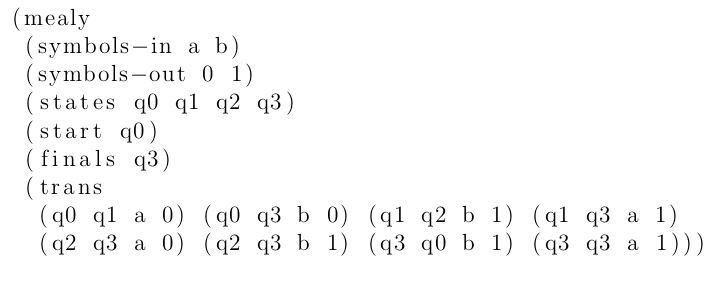 (mealy
(symbols−in a b)
(symbols−out 0 1)
(states q0 q1 q2 q3)
(start q0)
(finals q3)
(trans
(q0 q1 a 0) (q0 q3 b 0) (q1 q2 b 1) (q1 q3 a 1)
(q2 q3 a 0) (q2 q3 b 1) (q3 q0 b 1) (q3 q3 a 1)))